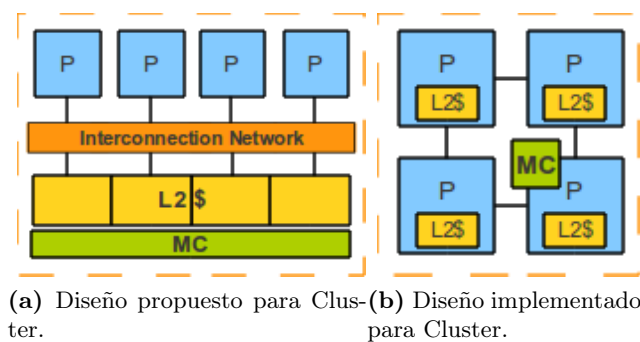 P P P P
Interconnection Network
L2$
MC
P P
L2$ L2$
MC
P P
L2$ L2$
(a) Diseño propuesto para Clus-
ter.
(b) Diseño implementado
para Cluster.